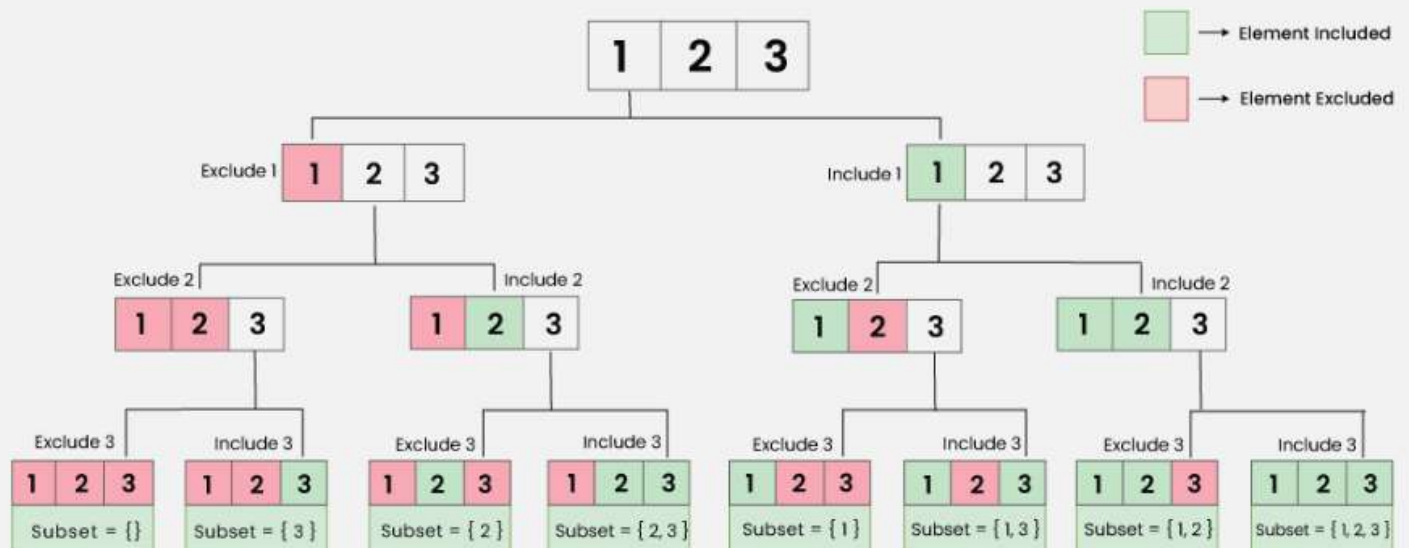 1 2 3
Element Included
Element Excluded
Exclude 1
1 2 3
Include 1
1 2 3
Exclude 2
Include 2
Exclude 2
Include 2
1 2 3
1 2 3
1 2 3
1 2 3
Exclude 3
Include 3
Exclude 3
Include 3
Exclude 3
Include 3
Exclude 3
Include 3
1 2 3
1 2 3
1 2 3
1 2 3
1 2 3
1 2 3
1 2 3
1 2 3
Subset = {}
Subset = { 3 }
Subset = { 2 }
Subset = { 2, 3 }
Subset = { 1 }
Subset = { 1, 3 }
Subset = { 1, 2 }
Subset = { 1, 2, 3 }